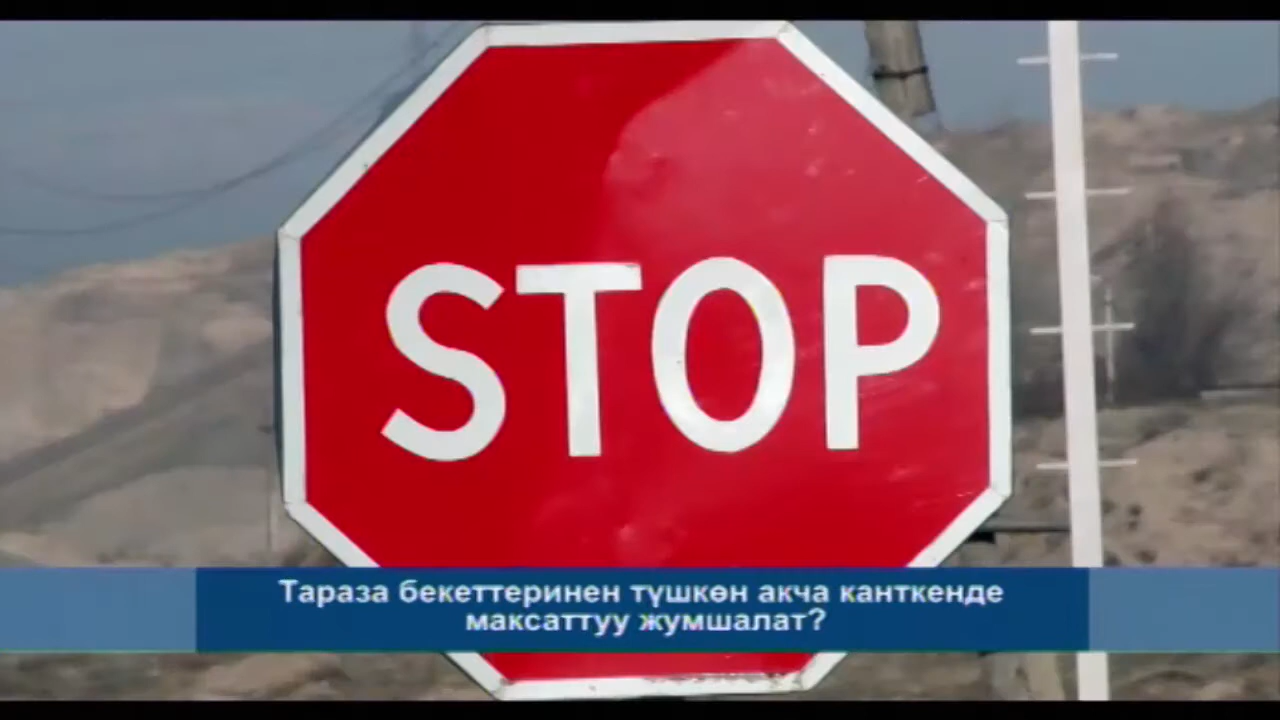 STOP
Тараза бекеттеринен түшкөн акча канткенде
максаттуу жумшалат?